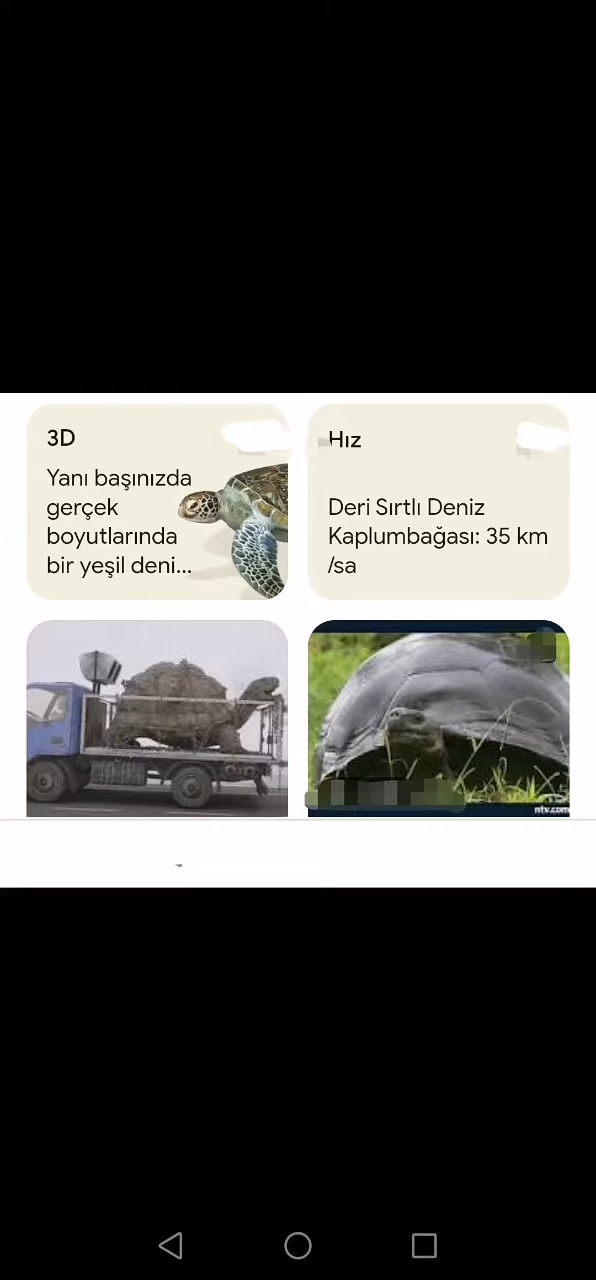 3D
Yanı başınızda
gerçek
boyutlarında
bir yeşil deni...
Hız
Deri Sırtlı Deniz
Kaplumbağası: 35 km
/sa
ntv.com